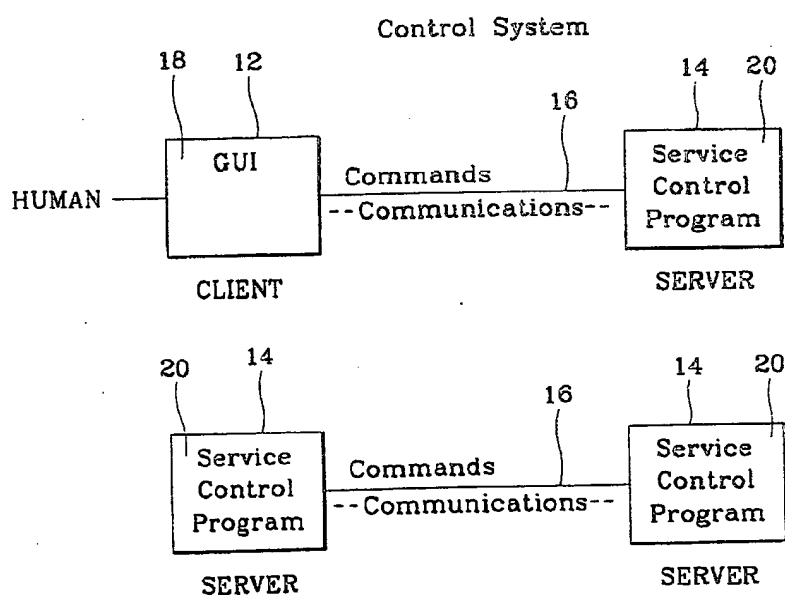 Control System
18 12 14 20
16
GUI
Service
Control
Program
HUMAN
Commands
--Communications--
CLIENT
SERVER
20 14 14 20
16
Service
Control
Program
Commands
--Communications--
Service
Control
Program
SERVER
SERVER